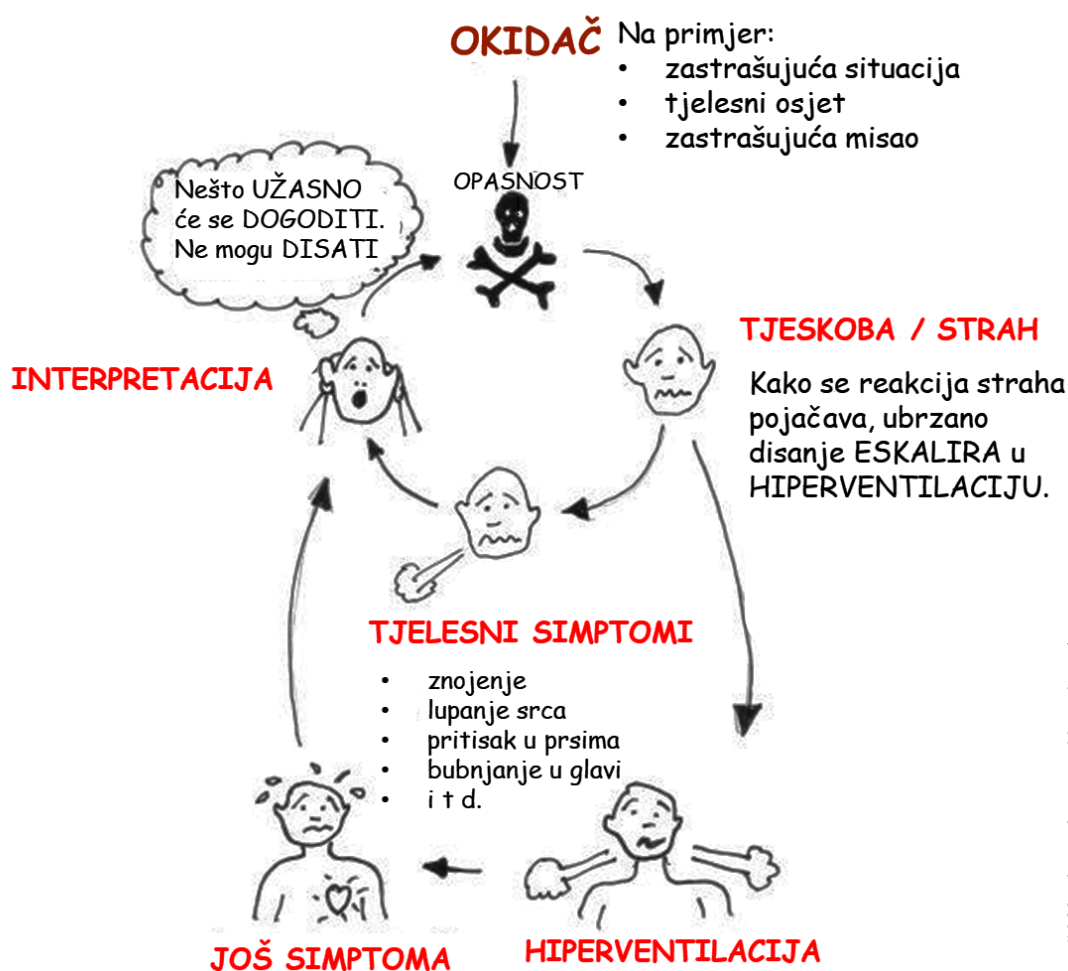 OKIDAČ
Na primjer:
• zastrašujuća situacija
• tjelesni osjet
• zastrašujuća misao
OPASNOST
Nešto UŽASNO
će se DOGODITI.
Ne mogu DISATI
INTERPRETACIJA
TJESKOBA / STRAH
Kako se reakcija straha
pojačava, ubrzano
disanje ESKALIRA u
HIPERVENTILACIJU.
TJELESNI SIMPTOMI
• znojenje
• lupanje srca
• pritisak u prsima
• bubnjanje u glavi
• i t d.
JOŠ SIMPTOMA
HIPERVENTILACIJA